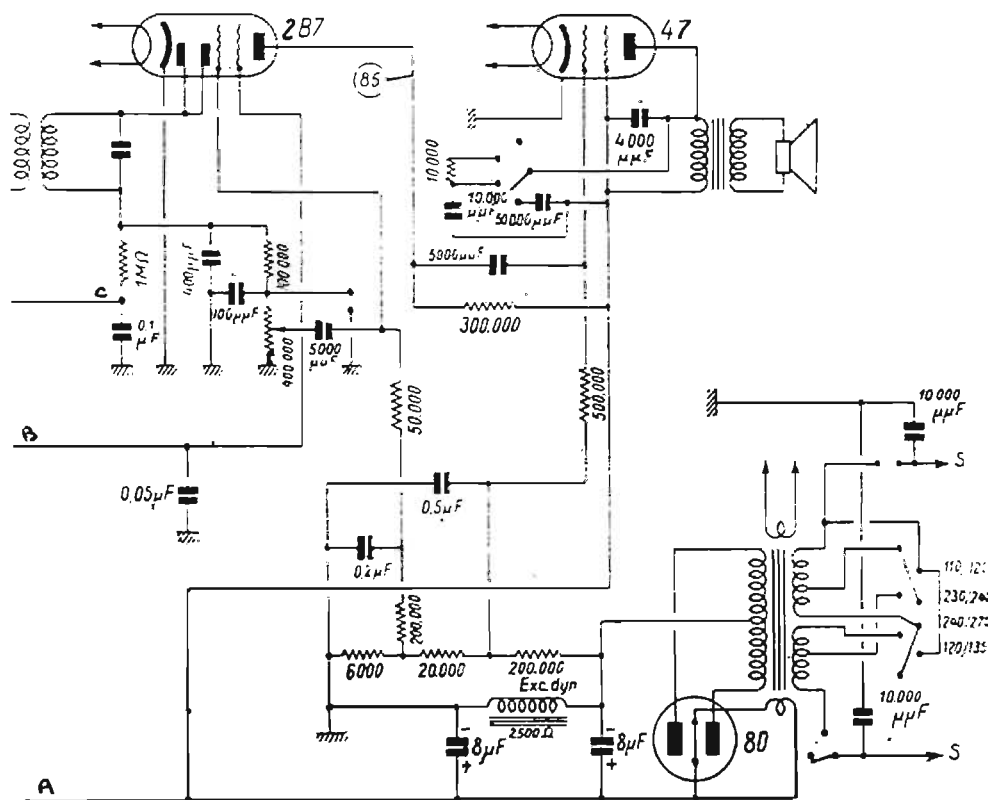 2B7
47
(85
4000
µµF
10.000
10.000
µµF
50000µµF
1MΩ
400µµF
100.000
5000µµF
C
100µµF
300.000
0,1
µF
5000
µµF
400.000
50.000
500.000
10.000
µµF
B
S
0,05µF
0,5µF
0,2µF
110/120
230/240
240/275
120/135
200.000
6000
20.000
200.000
Exc.dyn
2500Ω
10.000
µµF
80
8µF
8µF
-
+
-
+
S
A